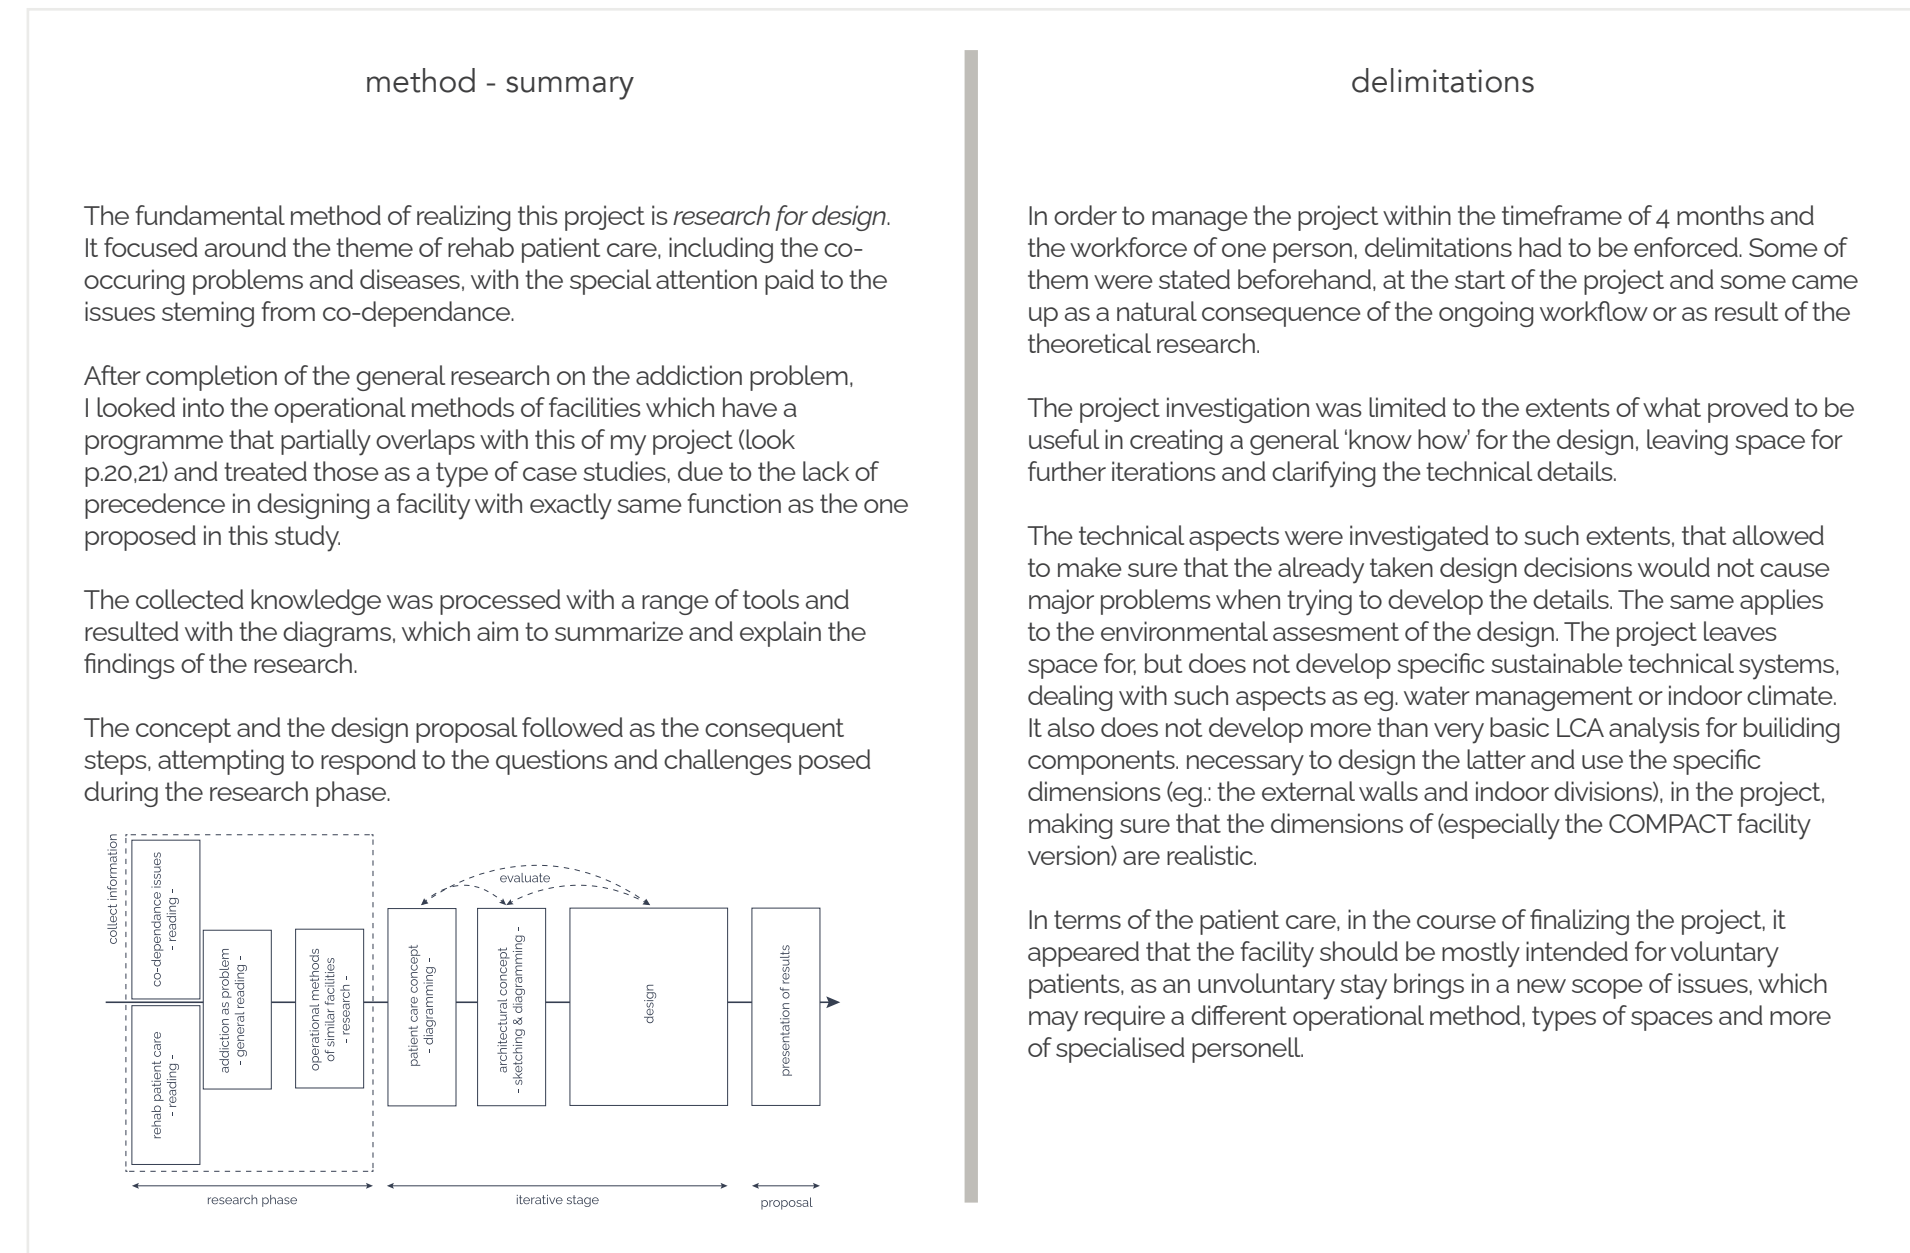 method - summary
The fundamental method of realizing this project is research for design.
It focused around the theme of rehab patient care, including the co-
occuring problems and diseases, with the special attention paid to the
issues steming from co-dependance.
After completion of the general research on the addiction problem,
I looked into the operational methods of facilities which have a
programme that partially overlaps with this of my project (look
p.20,21) and treated those as a type of case studies, due to the lack of
precedence in designing a facility with exactly same function as the one
proposed in this study.
The collected knowledge was processed with a range of tools and
resulted with the diagrams, which aim to summarize and explain the
findings of the research.
The concept and the design proposal followed as the consequent
steps, attempting to respond to the questions and challenges posed
during the research phase.
collect information
co-dependance issues
- reading -
rehab patient care
- reading -
addiction as problem
- general reading -
operational methods
of similar facilities
- research -
evaluate
patient care concept
- diagramming -
architectural concept
- sketching & diagramming -
design
presentation of results
research phase
iterative stage
proposal
delimitations
In order to manage the project within the timeframe of 4 months and
the workforce of one person, delimitations had to be enforced. Some of
them were stated beforehand, at the start of the project and some came
up as a natural consequence of the ongoing workflow or as result of the
theoretical research.
The project investigation was limited to the extents of what proved to be
useful in creating a general ‘know how’ for the design, leaving space for
further iterations and clarifying the technical details.
The technical aspects were investigated to such extents, that allowed
to make sure that the already taken design decisions would not cause
major problems when trying to develop the details. The same applies
to the environmental assesment of the design. The project leaves
space for, but does not develop specific sustainable technical systems,
dealing with such aspects as eg. water management or indoor climate.
It also does not develop more than very basic LCA analysis for builiding
components. necessary to design the latter and use the specific
dimensions (eg.: the external walls and indoor divisions), in the project,
making sure that the dimensions of (especially the COMPACT facility
version) are realistic.
In terms of the patient care, in the course of finalizing the project, it
appeared that the facility should be mostly intended for voluntary
patients, as an unvoluntary stay brings in a new scope of issues, which
may require a different operational method, types of spaces and more
of specialised personell.